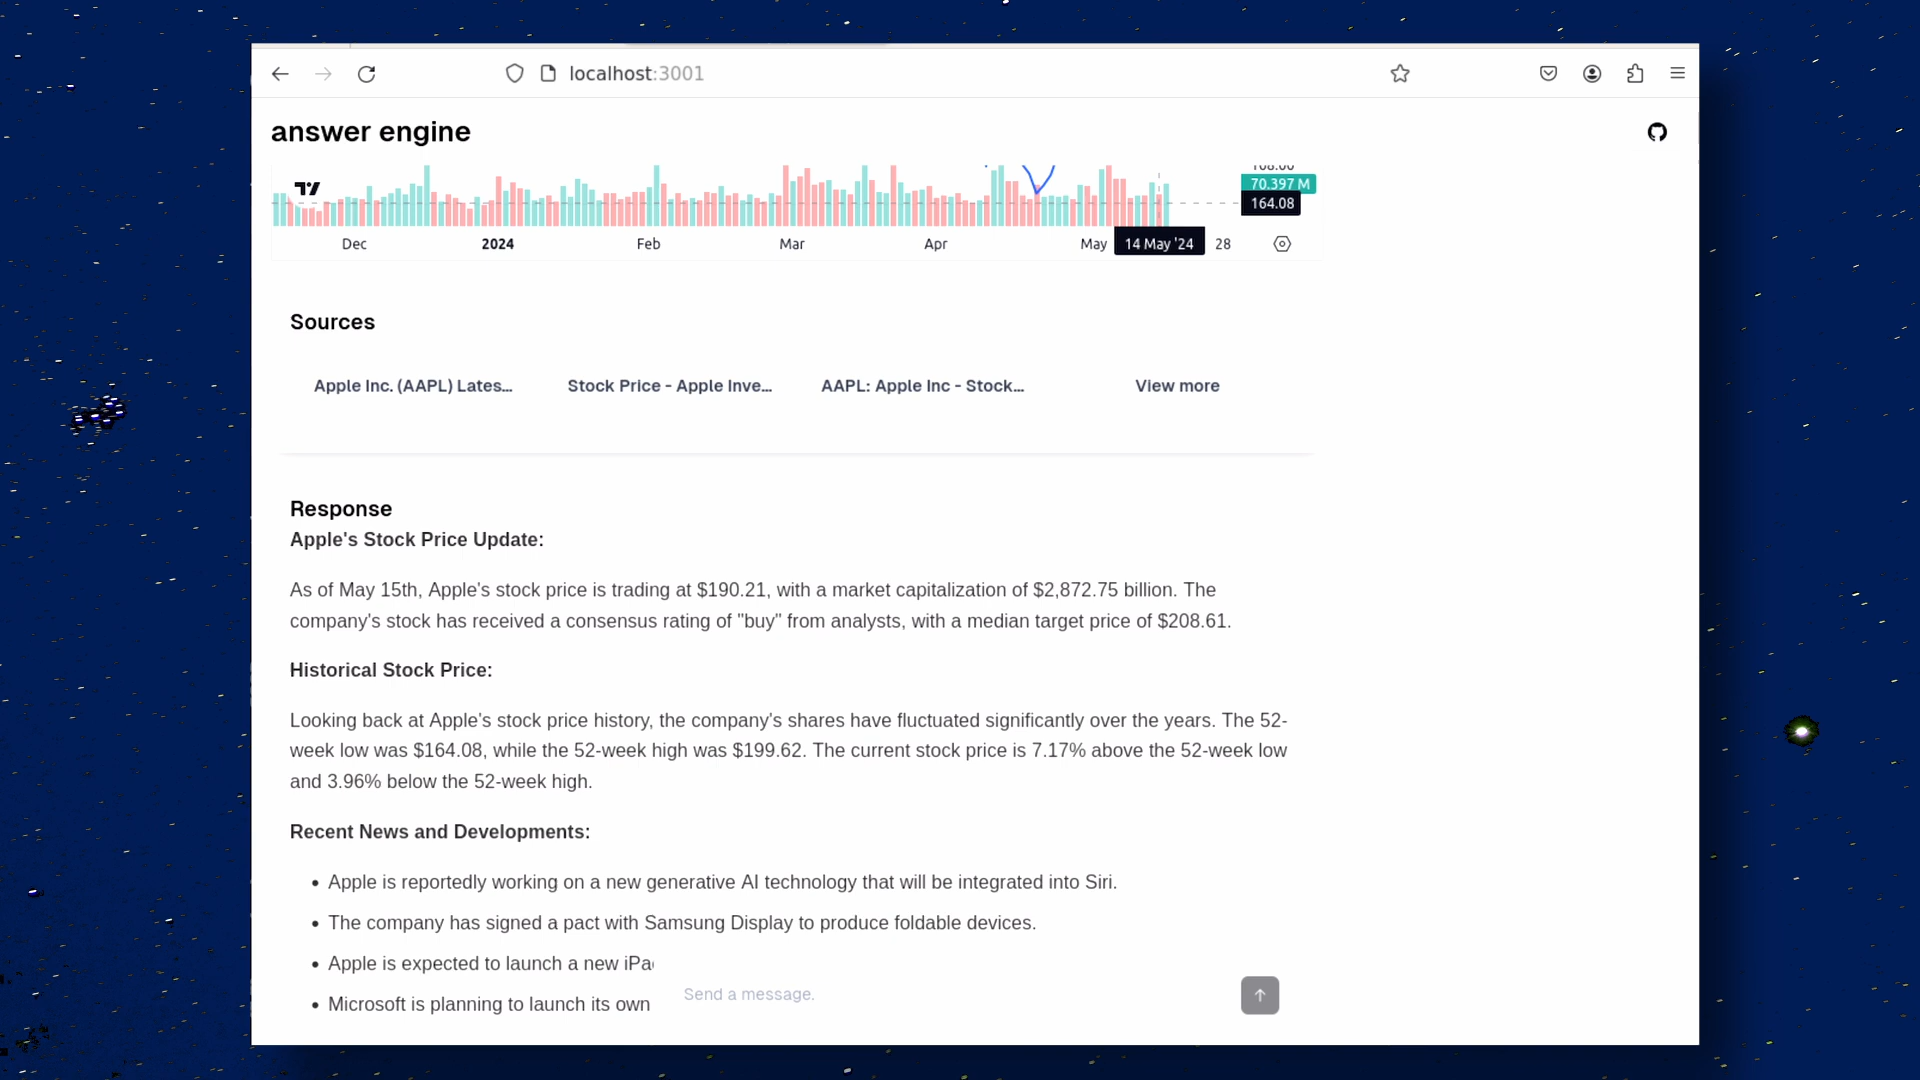 localhost:3001
answer engine
168.00
70.397 M
164.08
Dec 2024 Feb Mar Apr May 14 May '24 28
Sources
Apple Inc. (AAPL) Lates... Stock Price - Apple Inve... AAPL: Apple Inc - Stock... View more
Response
Apple's Stock Price Update:
As of May 15th, Apple's stock price is trading at $190.21, with a market capitalization of $2,872.75 billion. The
company's stock has received a consensus rating of "buy" from analysts, with a median target price of $208.61.
Historical Stock Price:
Looking back at Apple's stock price history, the company's shares have fluctuated significantly over the years. The 52-
week low was $164.08, while the 52-week high was $199.62. The current stock price is 7.17% above the 52-week low
and 3.96% below the 52-week high.
Recent News and Developments:
• Apple is reportedly working on a new generative AI technology that will be integrated into Siri.
• The company has signed a pact with Samsung Display to produce foldable devices.
• Apple is expected to launch a new
• Microsoft is planning to launch its own
Send a message.